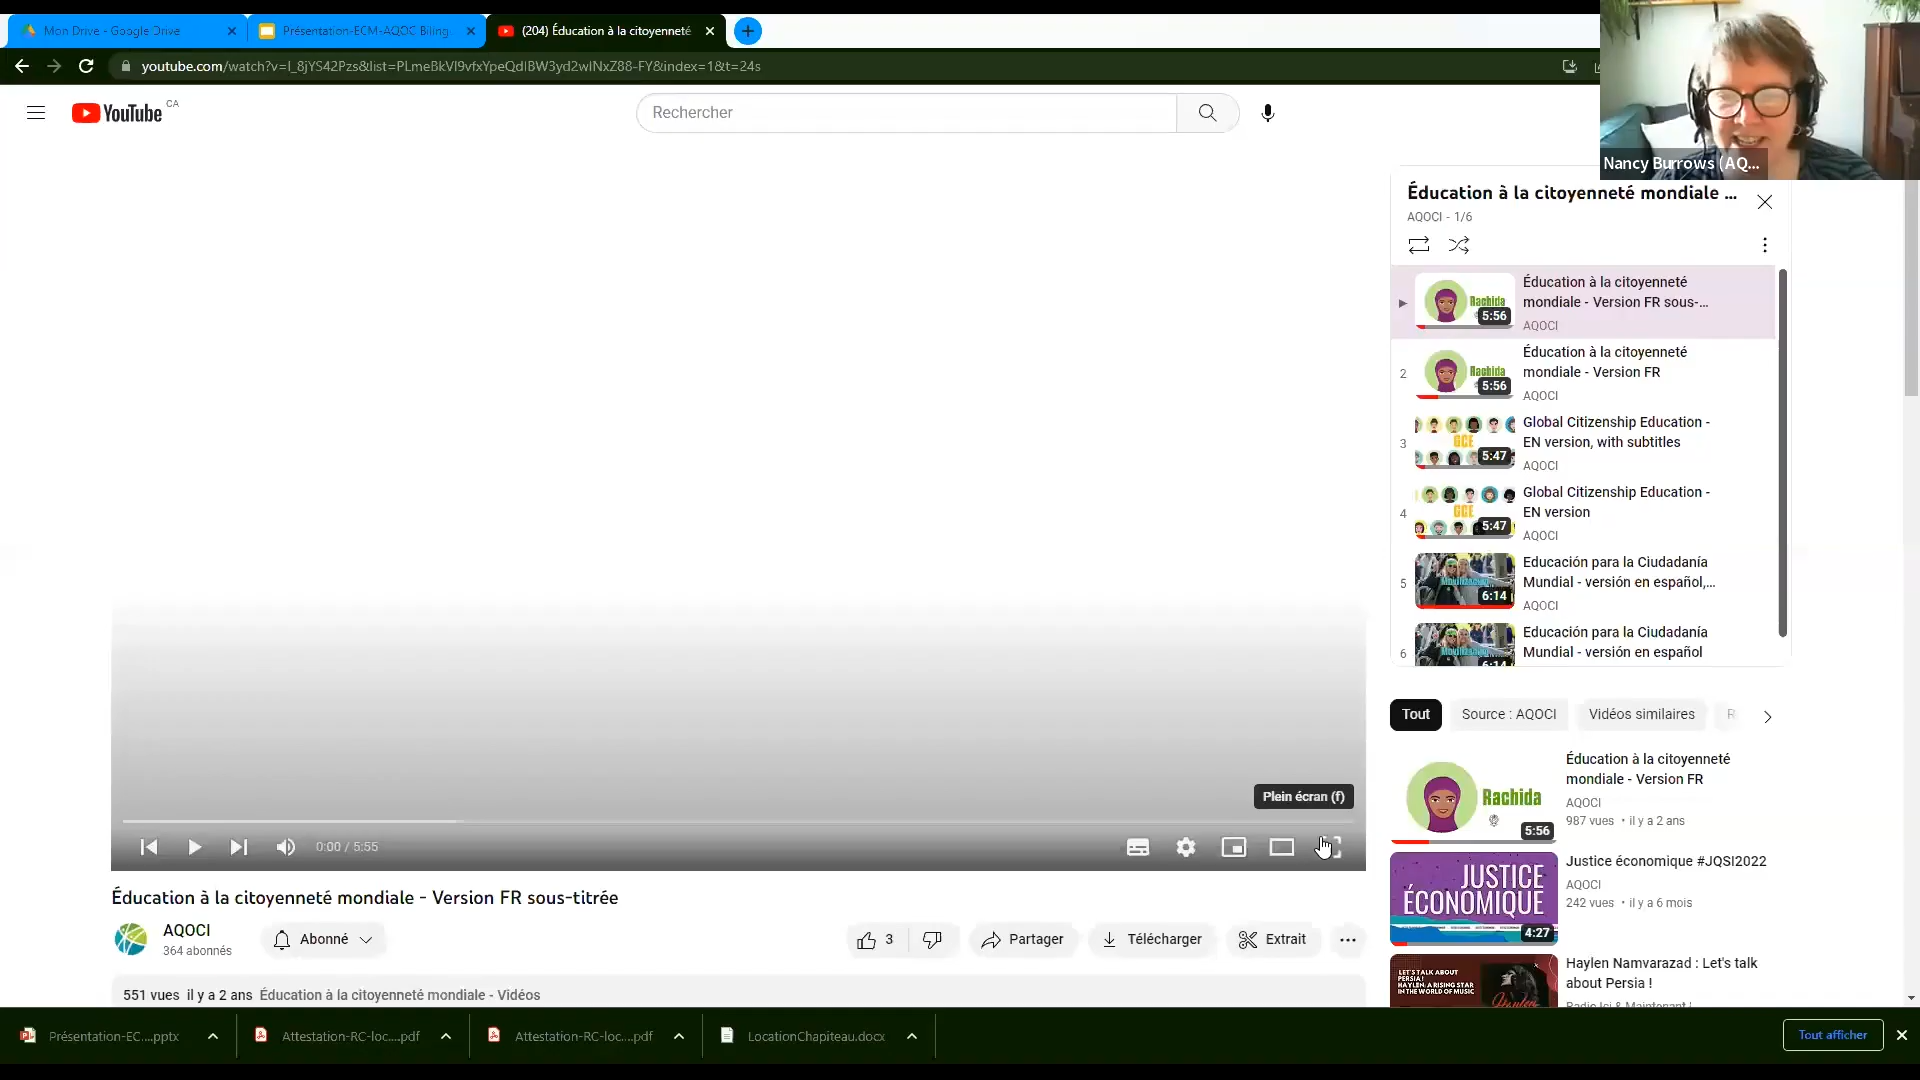 Mon Drive - Google Drive
Présentation-ECM-AQOC Biling
(204) Éducation à la citoyenneté
youtube.com/watch?v=I_8jYS42Pzs&list=PLmeBkVl9vfxYpeQdIBW3yd2wINxZ88-FY&index=1&t=24s
YouTube CA
Rechercher
Nancy Burrows (AQ...
Éducation à la citoyenneté mondiale ...
AQOCI - 1/6
Rachida
5:56
Éducation à la citoyenneté
mondiale - Version FR sous-...
AQOCI
2
Rachida
5:56
Éducation à la citoyenneté
mondiale - Version FR
AQOCI
3
GCE
5:47
Global Citizenship Education -
EN version, with subtitles
AQOCI
4
GCE
5:47
Global Citizenship Education -
EN version
AQOCI
5
6:14
Educación para la Ciudadanía
Mundial - versión en español,...
AQOCI
6
6:14
Educación para la Ciudadanía
Mundial - versión en español
Plein écran (f)
0:00 / 5:55
Éducation à la citoyenneté mondiale - Version FR sous-titrée
AQOCI
364 abonnés
Abonné
3
Partager
Télécharger
Extrait
551 vues il y a 2 ans Éducation à la citoyenneté mondiale - Vidéos
Tout
Source : AQOCI
Vidéos similaires
R
Rachida
5:56
Éducation à la citoyenneté
mondiale - Version FR
AQOCI
987 vues • il y a 2 ans
JUSTICE
ÉCONOMIQUE
4:27
Justice économique #JQSI2022
AQOCI
242 vues • il y a 6 mois
LET'S TALK ABOUT
PERSIA !
HAYLEN: A RISING STAR
IN THE WORLD OF MUSIC
Haylen
Haylen Namvarazad : Let's talk
about Persia !
Radio Ici & Maintenant !
Présentation-EC....pptx
Attestation-RC-loc....pdf
Attestation-RC-loc....pdf
LocationChapiteau.docx
Tout afficher